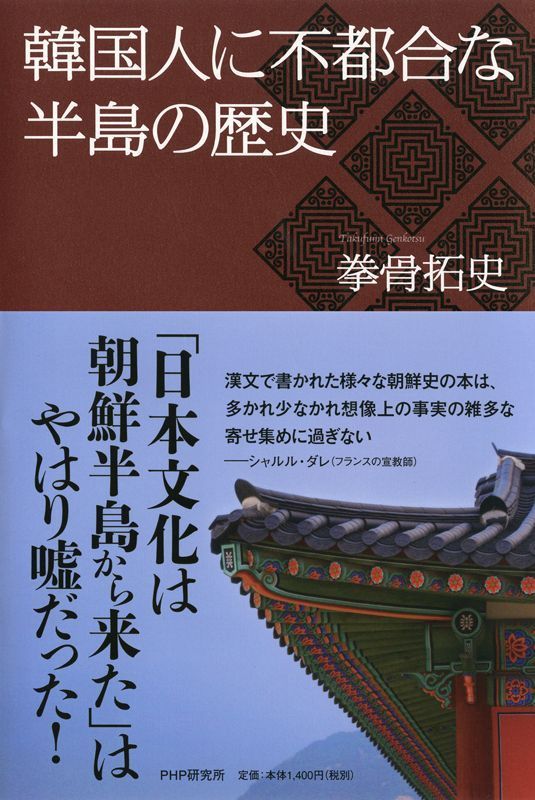 韓国人に不都合な
半島の歴史
Takufumi Genkotsu
拳骨拓史
「日本文化は
朝鮮半島から来た」は
やはり嘘だった！
漢文で書かれた様々な朝鮮史の本は、
多かれ少なかれ想像上の事実の雑多な
寄せ集めに過ぎない
──シャルル・ダレ（フランスの宣教師）
PHP研究所 定価：本体1,400円（税別）